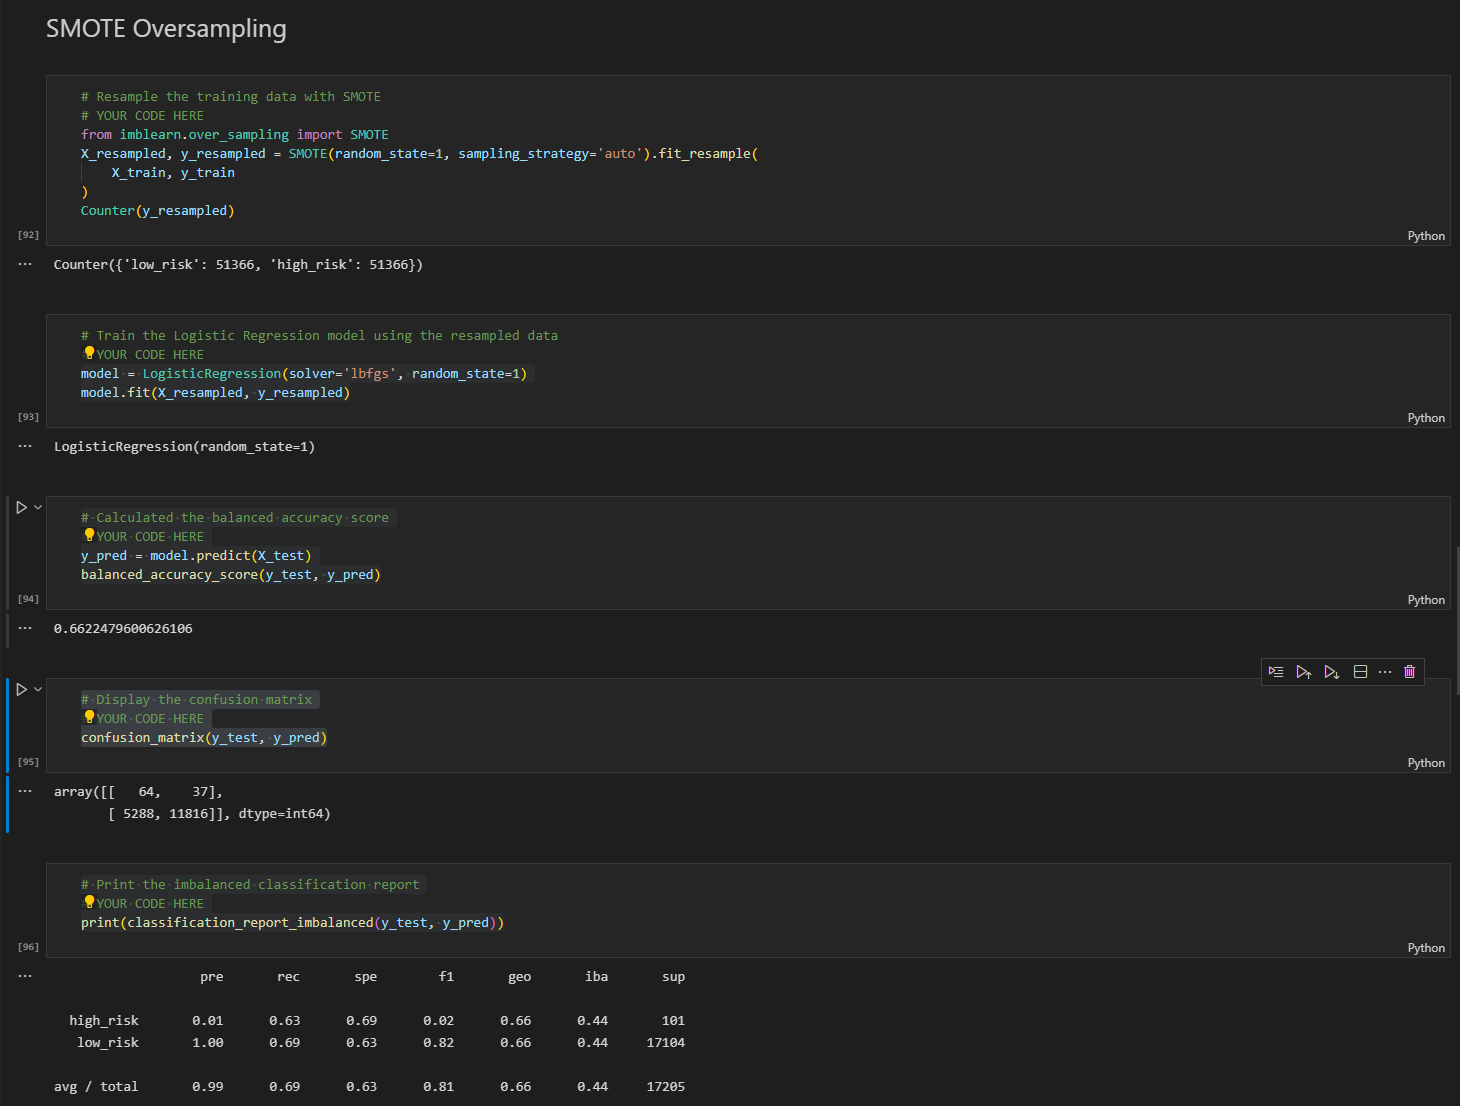 SMOTE Oversampling
# Resample the training data with SMOTE
# YOUR CODE HERE
from imblearn.over_sampling import SMOTE
X_resampled, y_resampled = SMOTE(random_state=1, sampling_strategy='auto').fit_resample(
    X_train, y_train
)
Counter(y_resampled)
[92]
Python
... Counter({'low_risk': 51366, 'high_risk': 51366})
# Train the Logistic Regression model using the resampled data
YOUR CODE HERE
model = LogisticRegression(solver='lbfgs', random_state=1)
model.fit(X_resampled, y_resampled)
[93]
Python
... LogisticRegression(random_state=1)
# Calculated the balanced accuracy score
YOUR CODE HERE
y_pred = model.predict(X_test)
balanced_accuracy_score(y_test, y_pred)
[94]
Python
... 0.6622479600626106
# Display the confusion matrix
YOUR CODE HERE
confusion_matrix(y_test, y_pred)
[95]
Python
... array([[   64,    37],
       [ 5288, 11816]], dtype=int64)
# Print the imbalanced classification report
YOUR CODE HERE
print(classification_report_imbalanced(y_test, y_pred))
[96]
Python
... pre rec spe f1 geo iba sup
high_risk 0.01 0.63 0.69 0.02 0.66 0.44 101
low_risk 1.00 0.69 0.63 0.82 0.66 0.44 17104
avg / total 0.99 0.69 0.63 0.81 0.66 0.44 17205